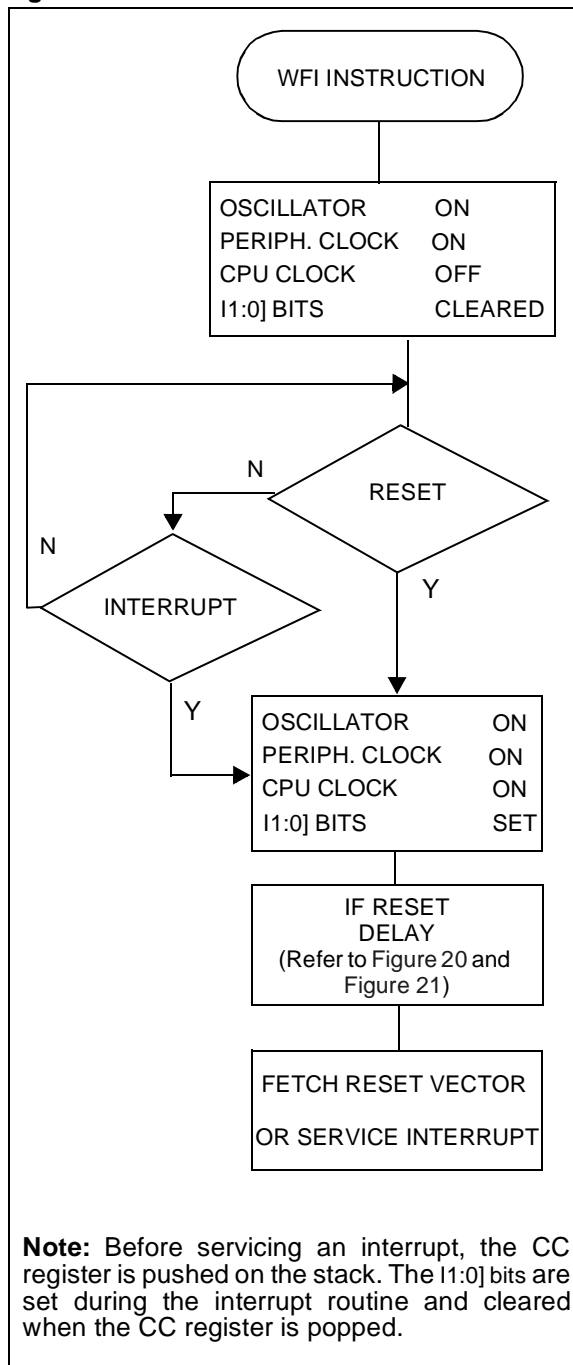 WFI INSTRUCTION
OSCILLATOR ON
PERIPH. CLOCK ON
CPU CLOCK OFF
I1:0] BITS CLEARED
N
RESET
N
INTERRUPT
Y
Y
OSCILLATOR ON
PERIPH. CLOCK ON
CPU CLOCK ON
I1:0] BITS SET
IF RESET
DELAY
(Refer to Figure 20 and
Figure 21)
FETCH RESET VECTOR
OR SERVICE INTERRUPT
Note: Before servicing an interrupt, the CC
register is pushed on the stack. The I1:0] bits are
set during the interrupt routine and cleared
when the CC register is popped.